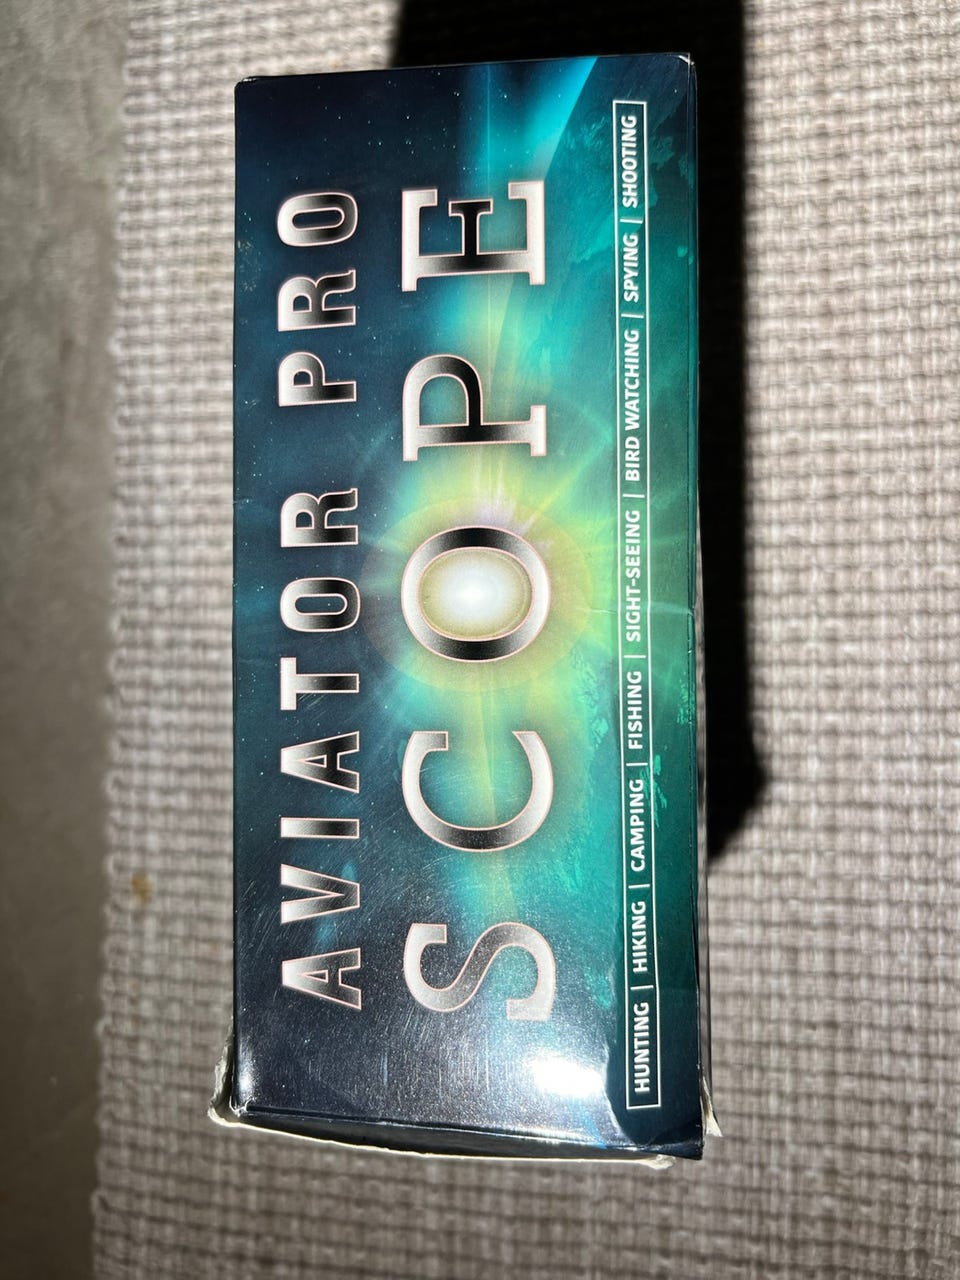 AVIATOR PRO
SCOPE
HUNTING | HIKING | CAMPING | FISHING | SIGHT-SEEING | BIRD WATCHING | SPYING | SHOOTING